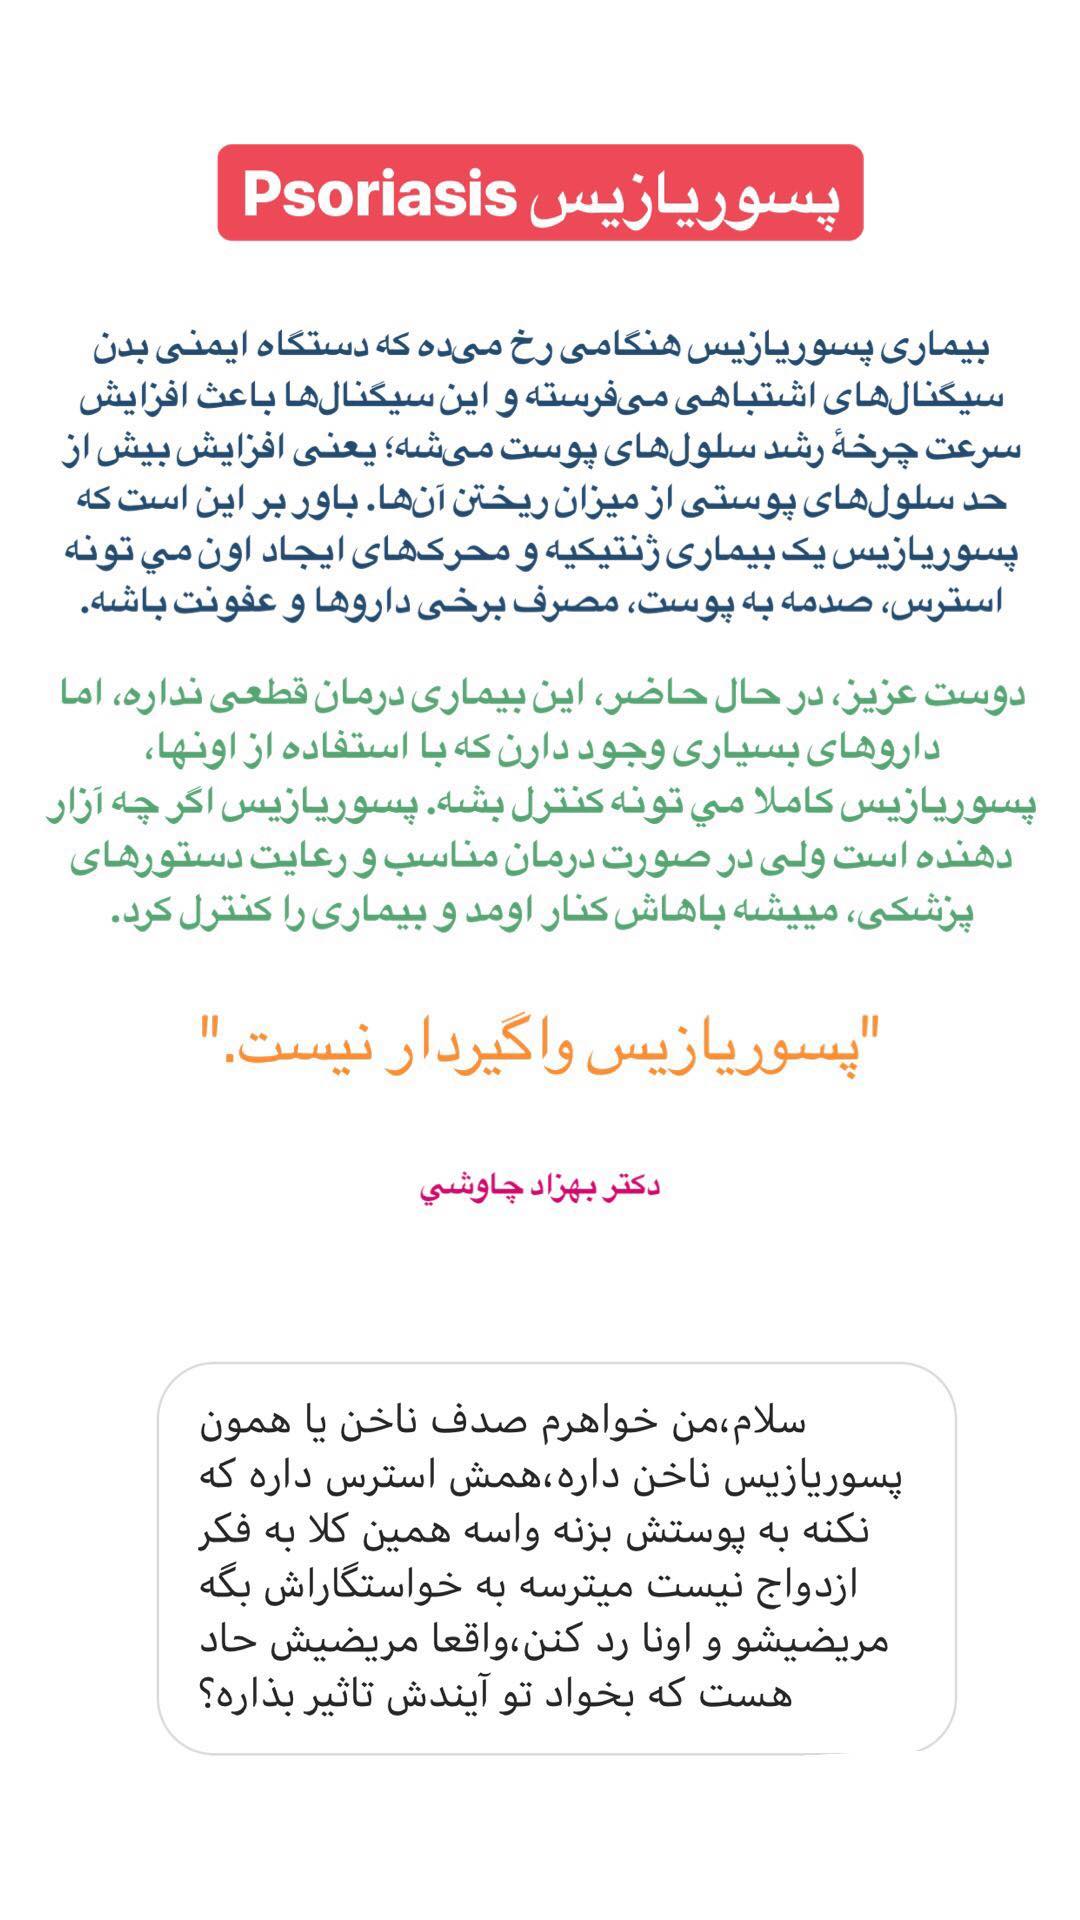 پسوریازیس Psoriasis
بیماری پسوریازیس هنگامی رخ می‌ده که دستگاه ایمنی بدن
سیگنال‌های اشتباهی می‌فرسته و این سیگنال‌ها باعث افزایش
سرعت چرخهٔ رشد سلول‌های پوست می‌شه؛ یعنی افزایش بیش از
حد سلول‌های پوستی از میزان ریختن آن‌ها. باور بر این است که
پسوریازیس یک بیماری ژنتیکیه و محرک‌های ایجاد اون مي تونه
استرس، صدمه به پوست، مصرف برخی داروها و عفونت باشه.
دوست عزیز، در حال حاضر، این بیماری درمان قطعی نداره، اما
داروهای بسیاری وجود دارن که با استفاده از اونها،
پسوریازیس کاملا مي تونه کنترل بشه. پسوریازیس اگر چه آزار
دهنده است ولی در صورت درمان مناسب و رعایت دستورهای
پزشکی، مییشه باهاش کنار اومد و بیماری را کنترل کرد.
"پسوریازیس واگیردار نیست."
دکتر بهزاد چاوشي
سلام،من خواهرم صدف ناخن یا همون
پسوریازیس ناخن داره،همش استرس داره که
نکنه به پوستش بزنه واسه همین کلا به فکر
ازدواج نیست میترسه به خواستگاراش بگه
مریضیشو و اونا رد کنن،واقعا مریضیش حاد
هست که بخواد تو آیندش تاثیر بذاره؟